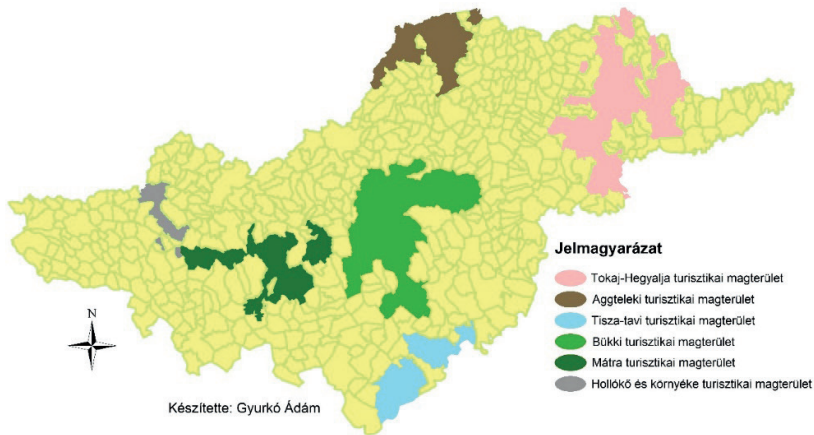 N
Készítette: Gyurkó Ádám
Jelmagyarázat
Tokaj-Hegyalja turisztikai magterület
Aggteleki turisztikai magterület
Tisza-tavi turisztikai magterület
Bükki turisztikai magterület
Mátra turisztikai magterület
Hollókő és környéke turisztikai magterület